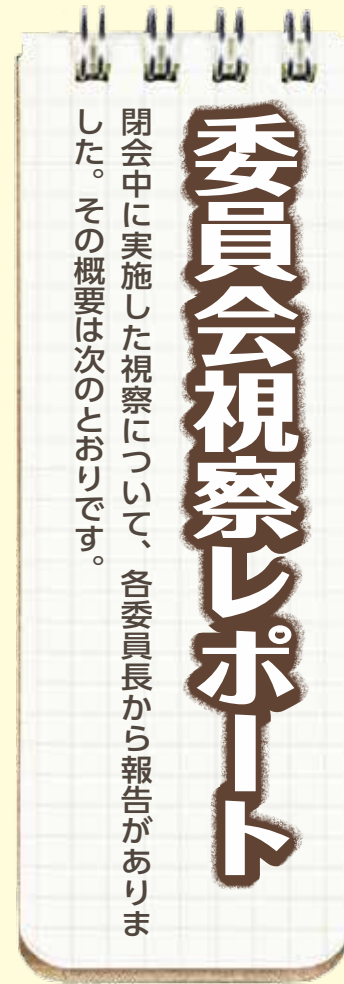 委員会視察レポート
閉会中に実施した視察について、各委員長から報告がありま
した。その概要は次のとおりです。